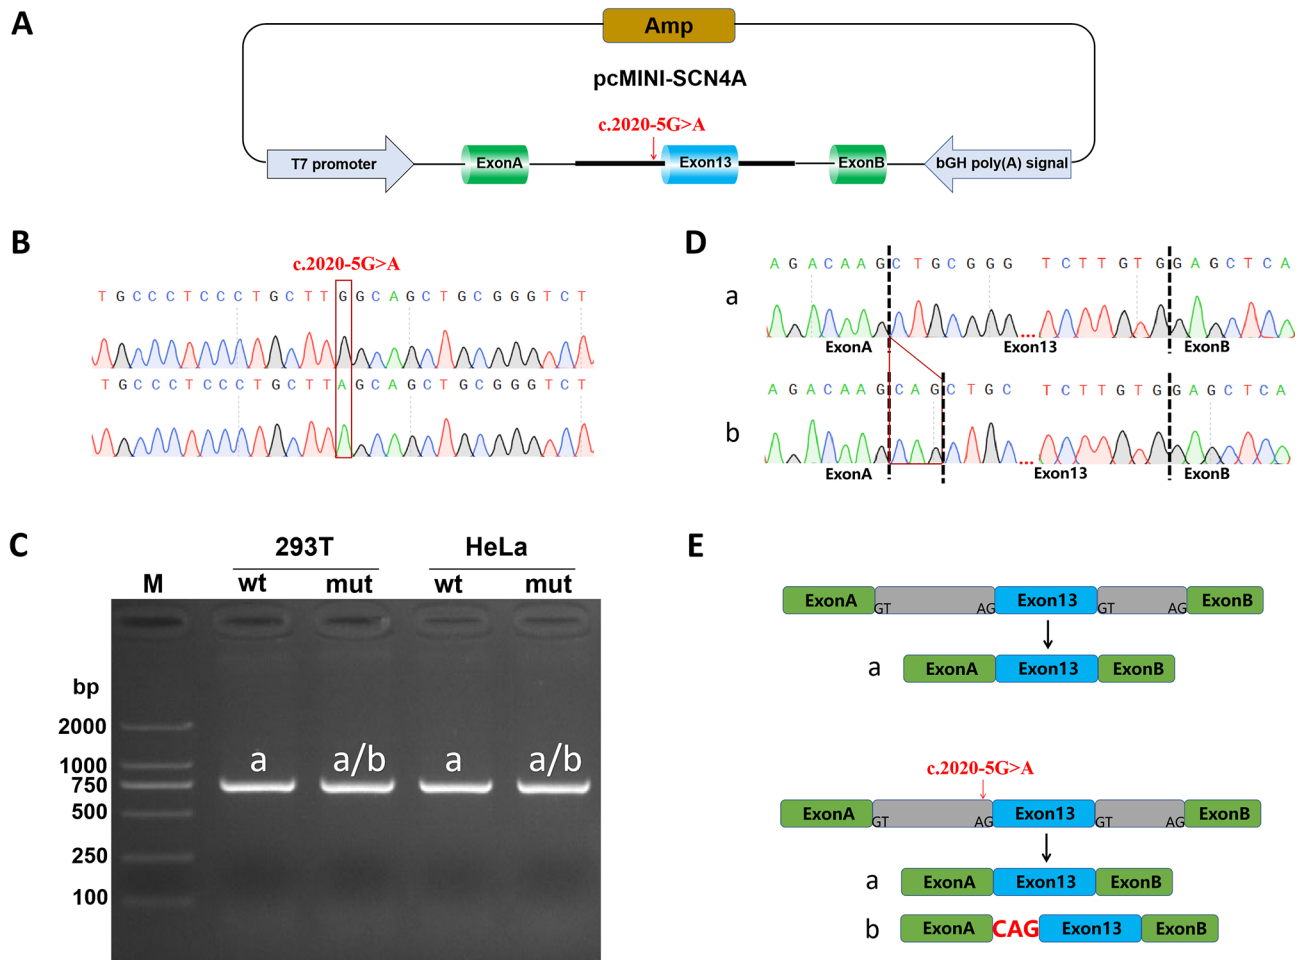 A
Amp
pcMINI-SCN4A
c.2020-5G>A
T7 promoter
ExonA
Exon13
ExonB
bGH poly(A) signal
B
c.2020-5G>A
T G C C C T C C C T G C T T G G C A G C T G C G G G T C T
T G C C C T C C C T G C T T A G C A G C T G C G G G T C T
C
293T
HeLa
M
wt
mut
wt
mut
bp
2000
1000
750
500
250
100
a
a/b
a
a/b
D
A G A C A A G C T G C G G G T C T T G T G G A G C T C A
a
ExonA
Exon13
ExonB
A G A C A A G C A G C T G C T C T T G T G G A G C T C A
b
ExonA
Exon13
ExonB
E
ExonA
GT
AG
Exon13
GT
AG
ExonB
a
ExonA
Exon13
ExonB
c.2020-5G>A
ExonA
GT
AG
Exon13
GT
AG
ExonB
a
ExonA
Exon13
ExonB
b
ExonA
CAG
Exon13
ExonB